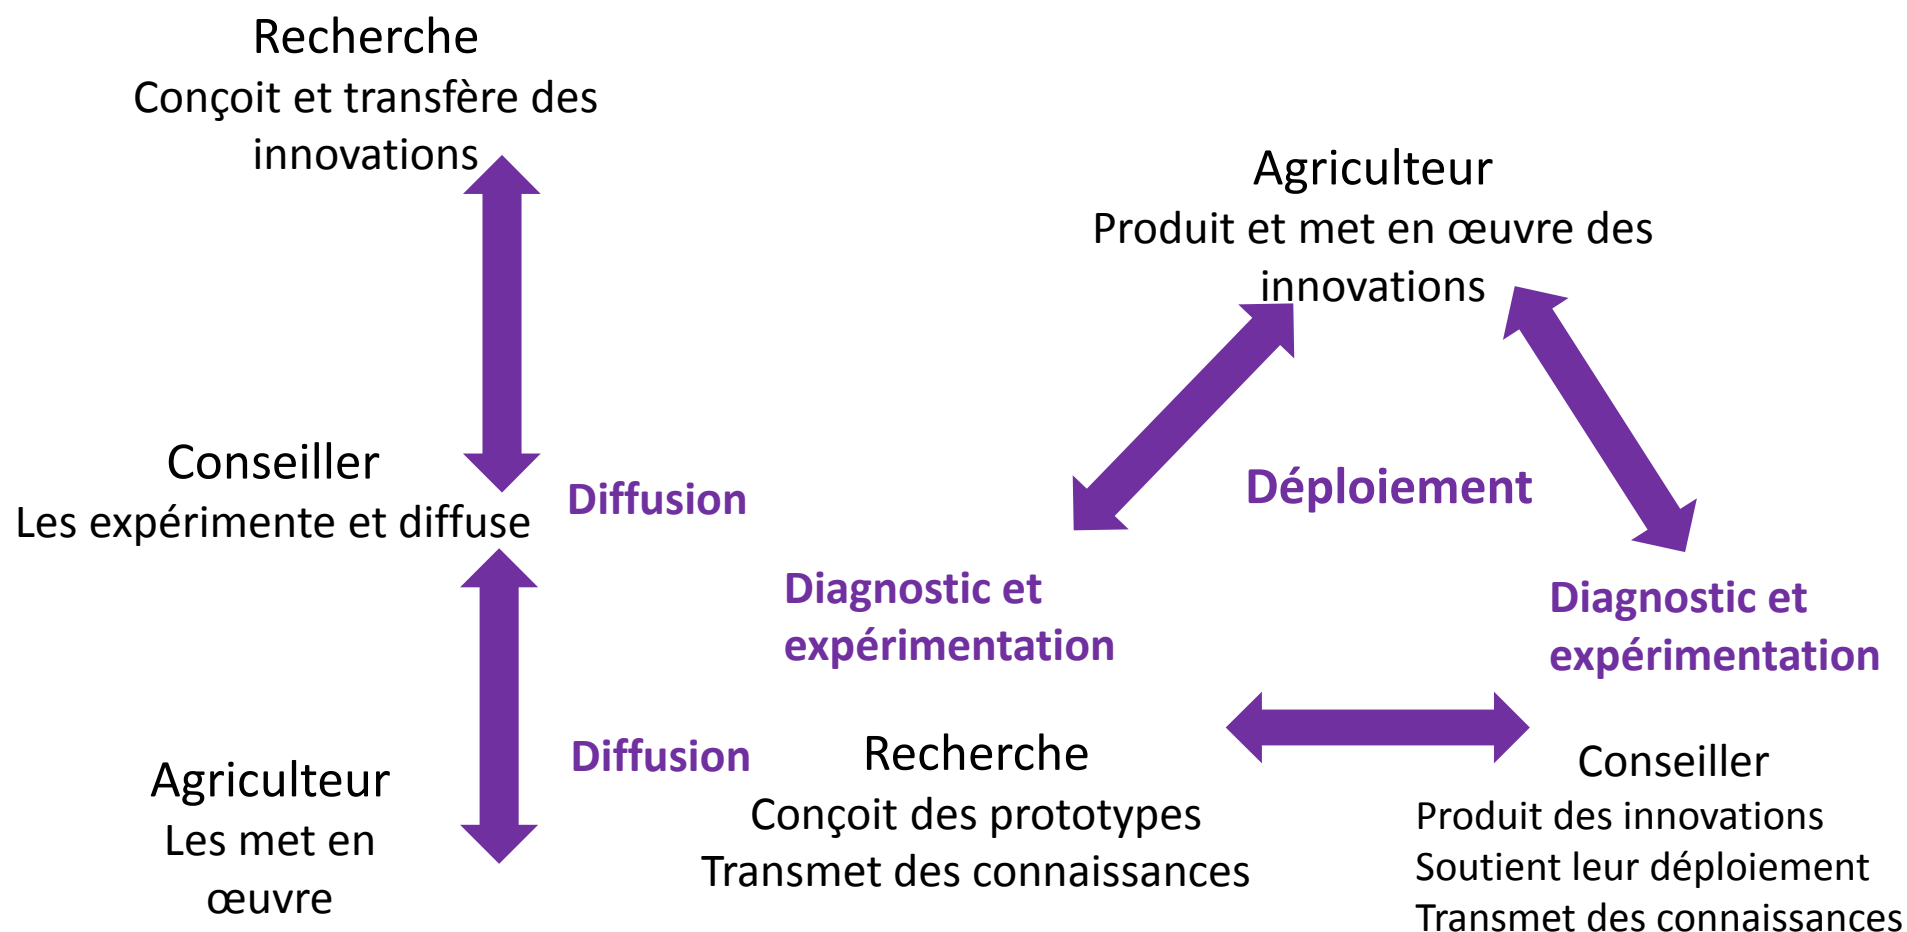 Recherche
Conçoit et transfère des
innovations
Conseiller
Les expérimente et diffuse
Diffusion
Diffusion
Agriculteur
Les met en
œuvre
Agriculteur
Produit et met en œuvre des
innovations
Déploiement
Diagnostic et
expérimentation
Diagnostic et
expérimentation
Recherche
Conçoit des prototypes
Transmet des connaissances
Conseiller
Produit des innovations
Soutient leur déploiement
Transmet des connaissances